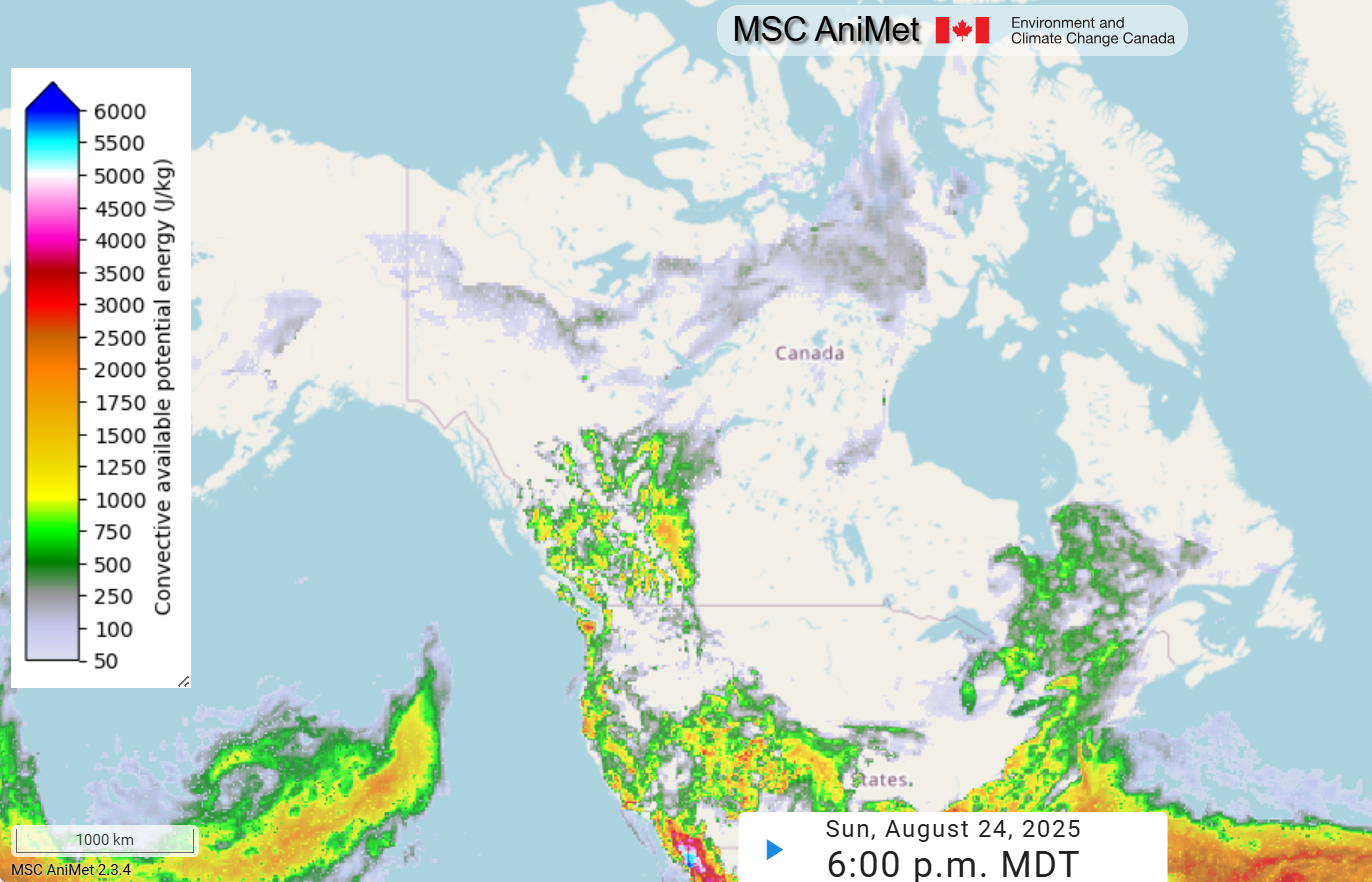 MSC AniMet
Environment and
Climate Change Canada
6000
5500
5000
4500
4000
3500
3000
2500
2000
1750
1500
1250
1000
750
500
250
100
50
Convective available potential energy (J/kg)
Canada
States
1000 km
MSC AniMet 2.3.4
Sun, August 24, 2025
6:00 p.m. MDT